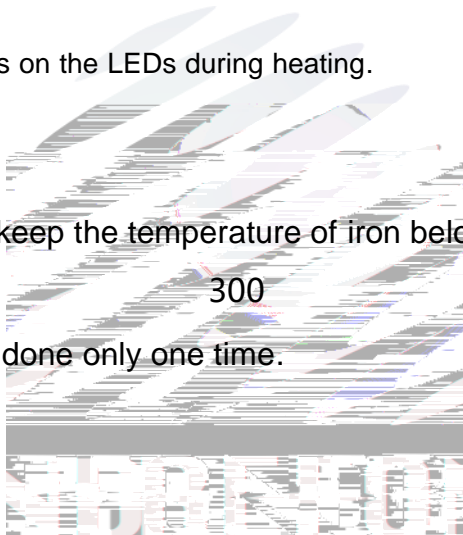 s on the LEDs during heating.
keep the temperature of iron belo
300
done only one time.